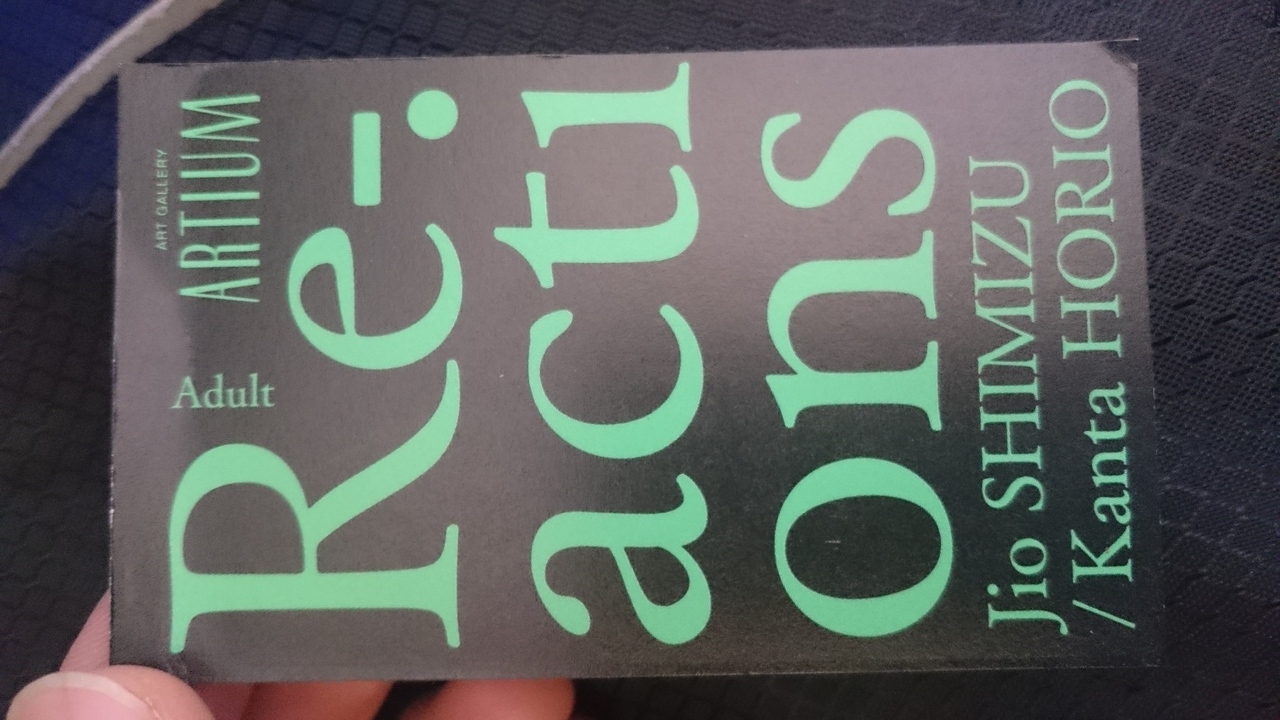 ART GALLERY
ARTIUM
Adult
Re-
acti
ons
Jio SHIMIZU
/ Kanta HORIO